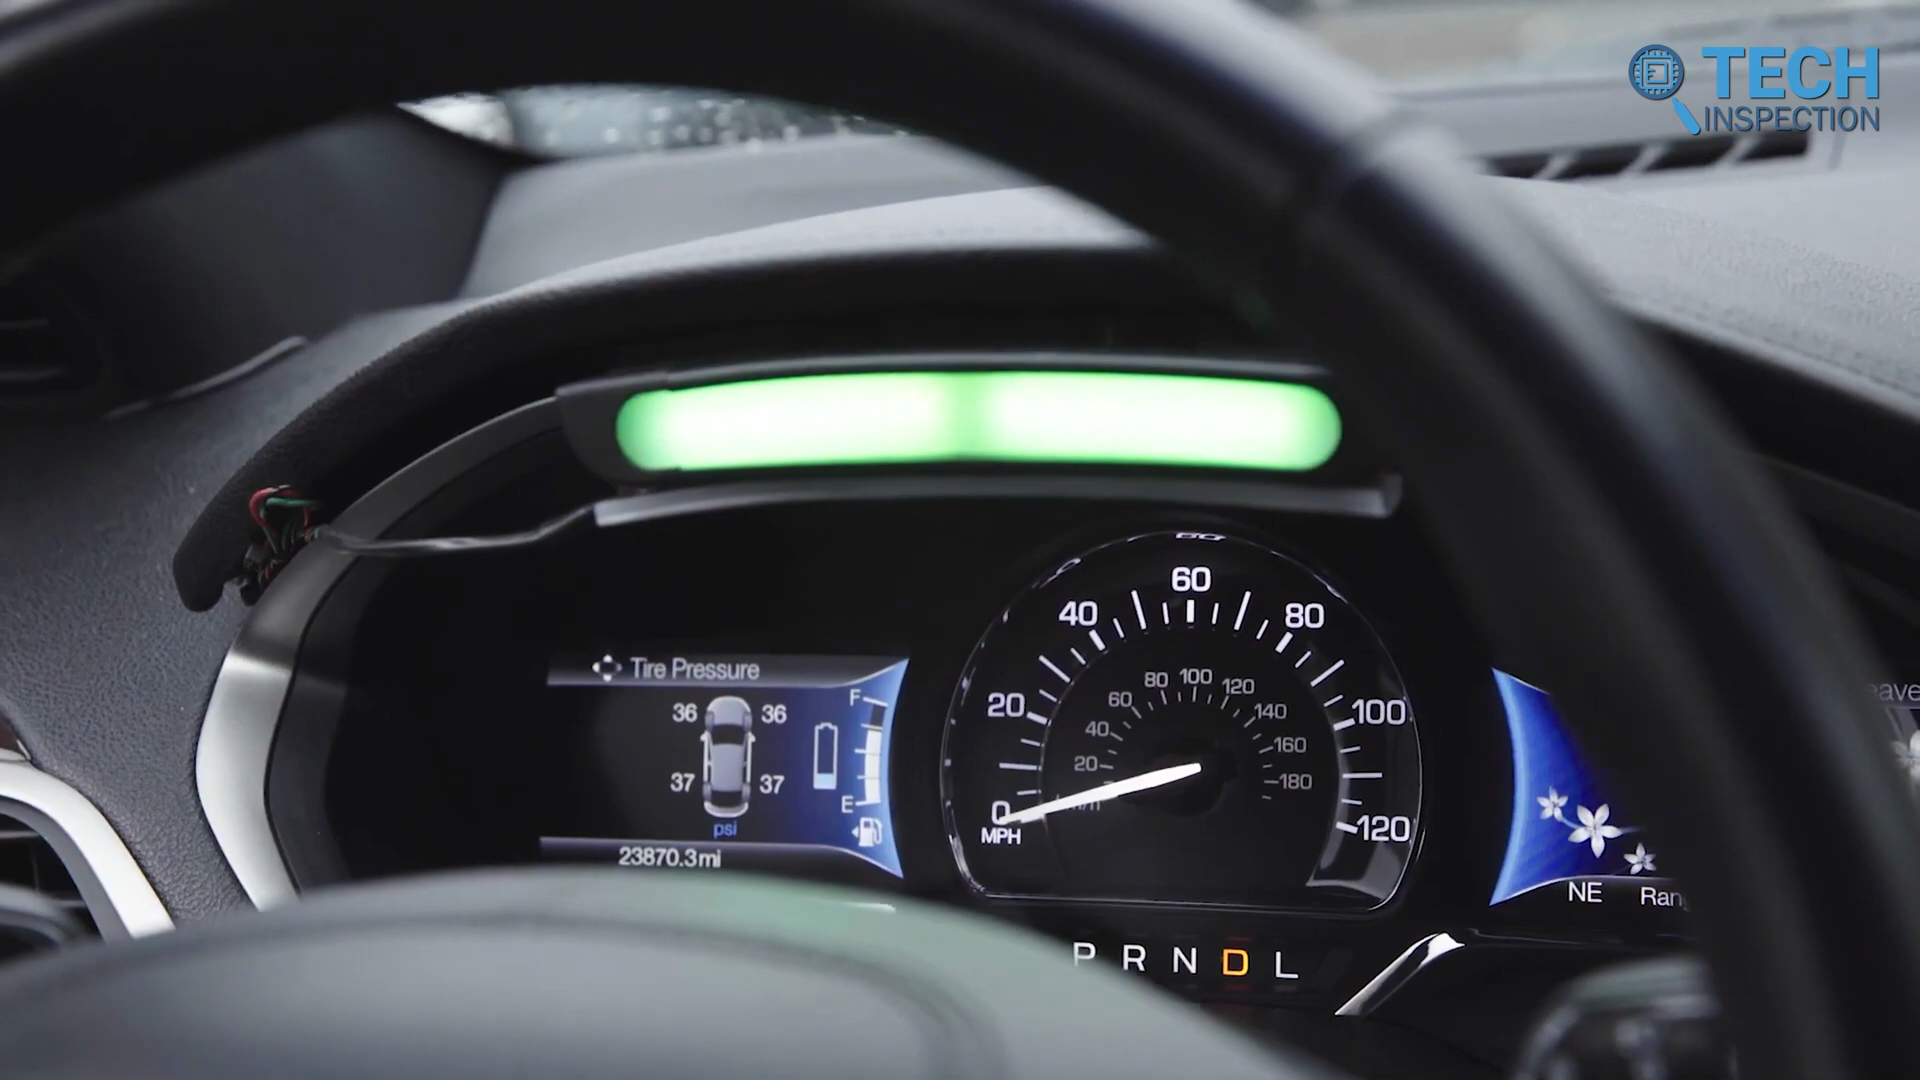 TECH
INSPECTION
Tire Pressure
36 36
37 37
psi
F
E
23870.3mi
0 20 40 60 80 100 120
MPH
20 40 60 80 100 120 140 160 180
NE
P R N D L